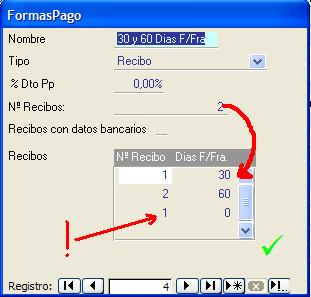 FormasPago
Nombre 30 y 60 Dias F/Fra.
Tipo Recibo
% Dto Pp 0,00%
Nº Recibos: 2
Recibos con datos bancarios
Recibos Nº Recibo Dias F/Fra.
1 30
2 60
1 0
!
Registro: 4